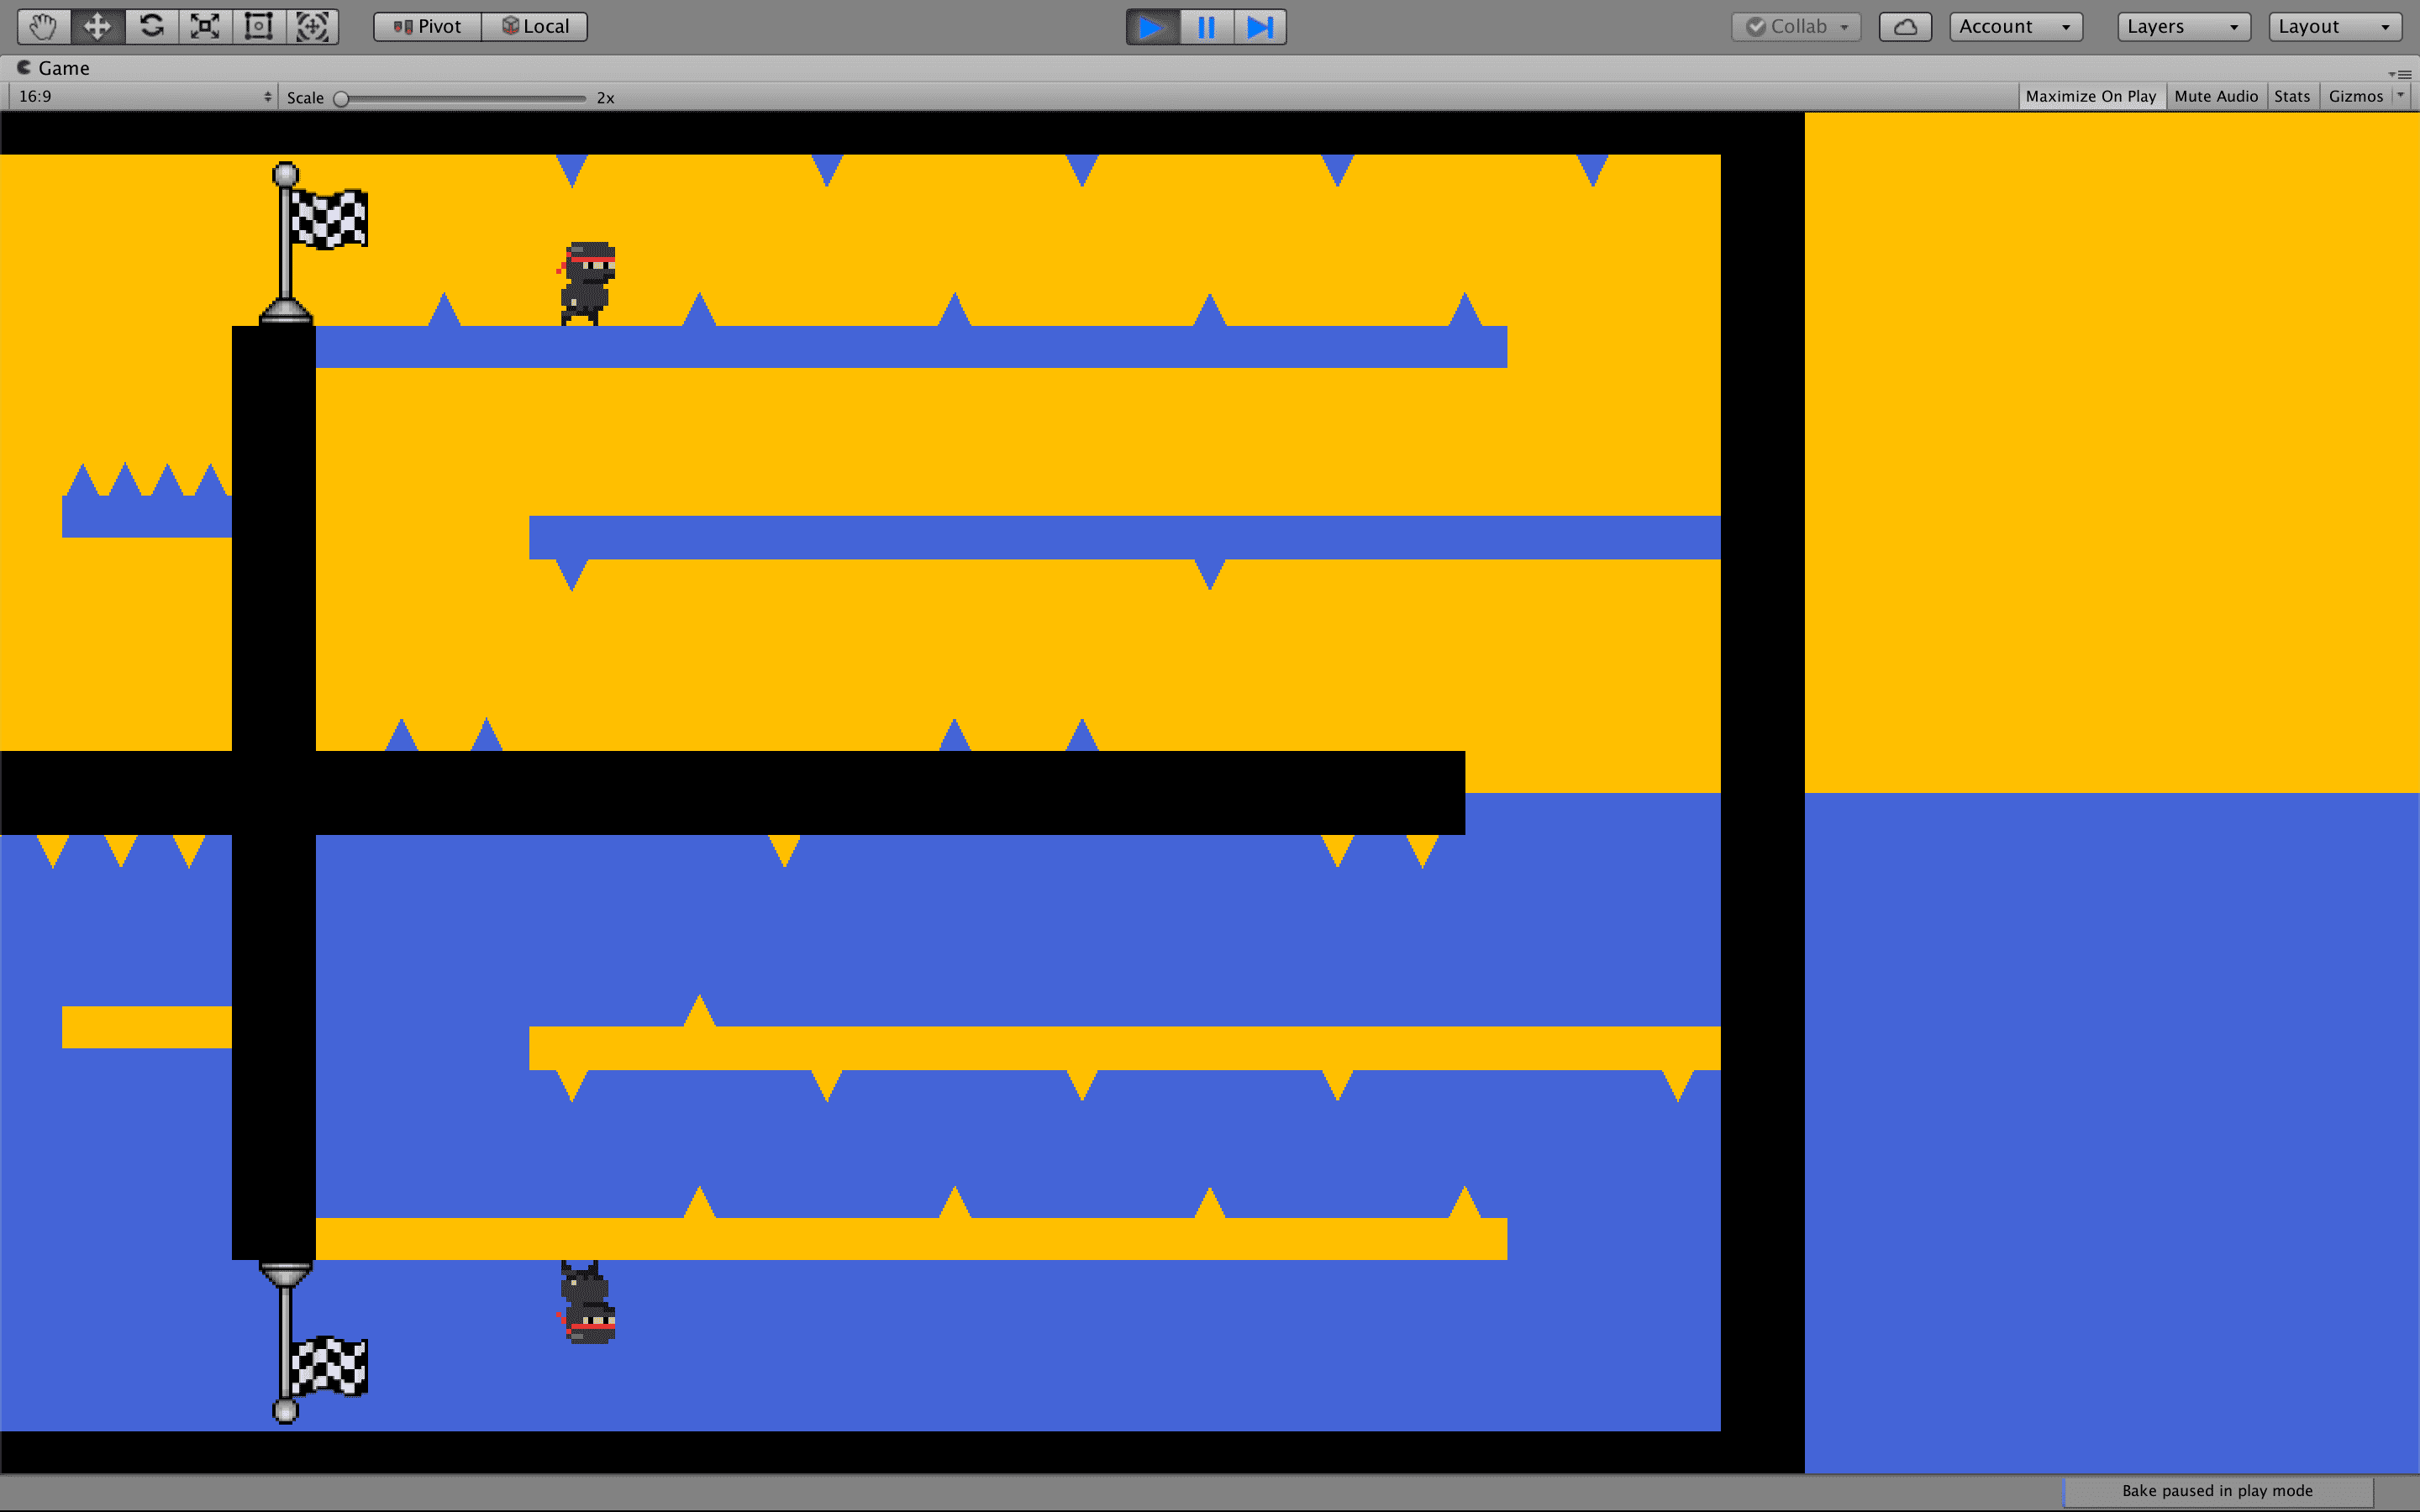 Pivot Local Collab Account Layers Layout
Game
16:9 Scale 2x Maximize On Play Mute Audio Stats Gizmos
Bake paused in play mode